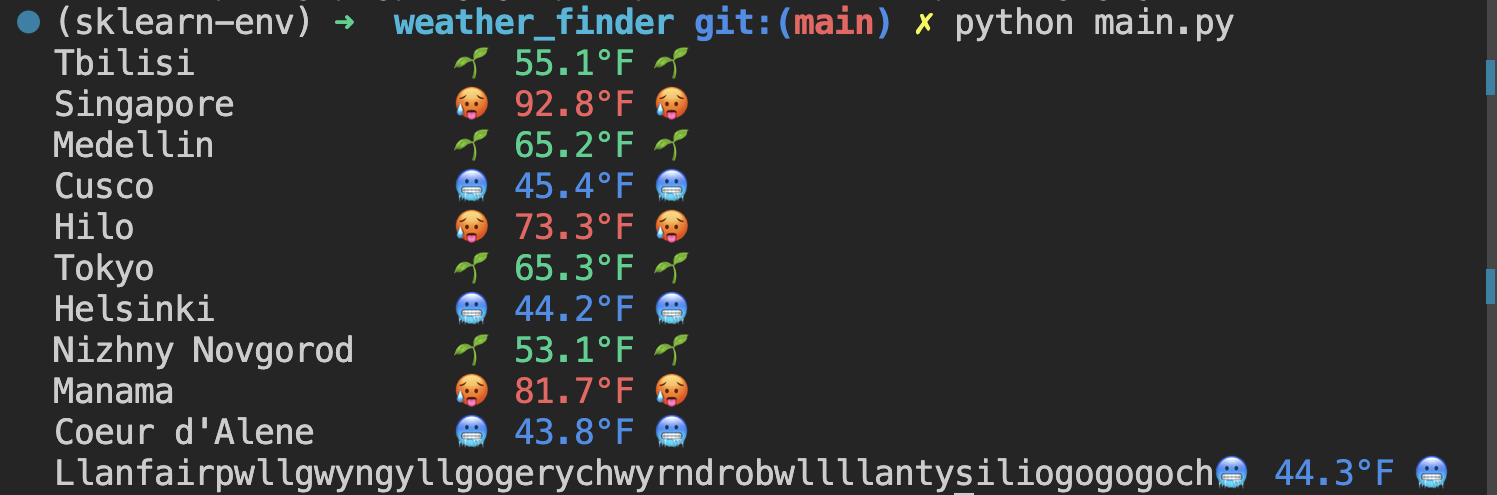 (sklearn-env) ➜ weather_finder git:(main) ✗ python main.py
Tbilisi 🌱 55.1°F 🌱
Singapore 🥵 92.8°F 🥵
Medellin 🌱 65.2°F 🌱
Cusco 🥶 45.4°F 🥶
Hilo 🥵 73.3°F 🥵
Tokyo 🌱 65.3°F 🌱
Helsinki 🥶 44.2°F 🥶
Nizhny Novgorod 🌱 53.1°F 🌱
Manama 🥵 81.7°F 🥵
Coeur d'Alene 🥶 43.8°F 🥶
Llanfairpwllgwyngyllgogerychwyrndrobwllllantysiliogogogoch🥶 44.3°F 🥶